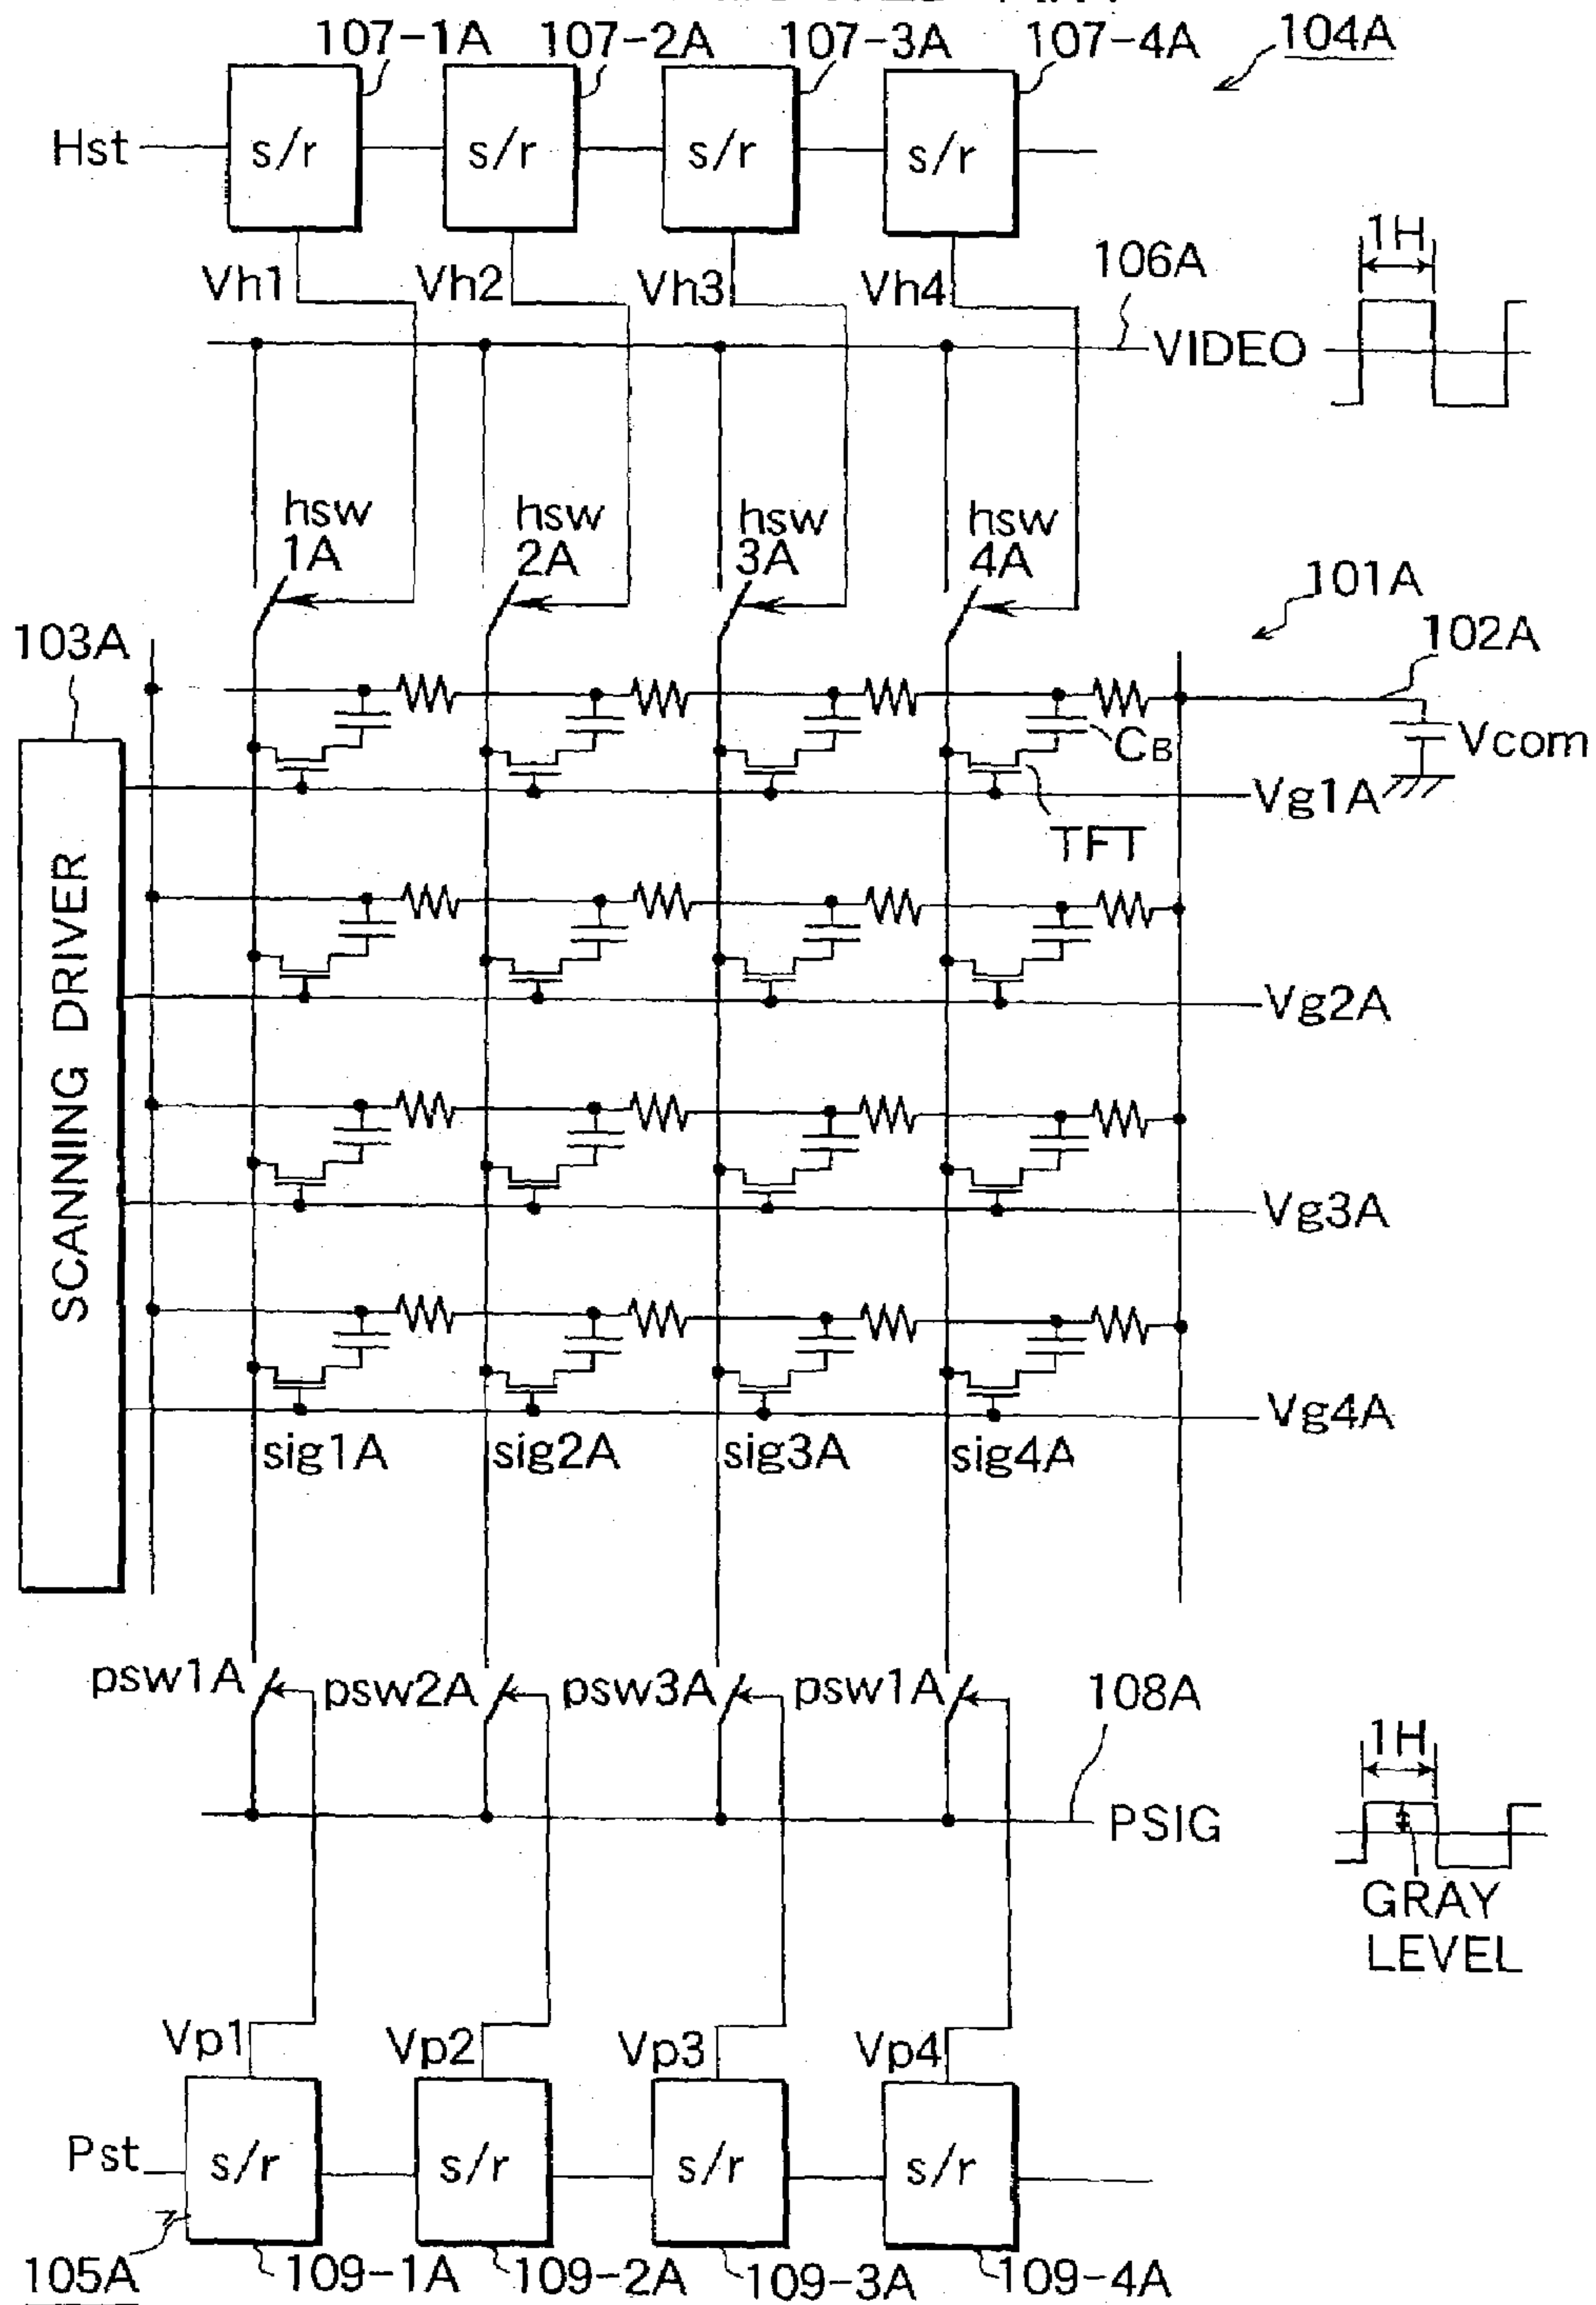 107-1A 107-2A 107-3A 107-4A 104A
Hst s/r s/r s/r s/r
1H
Vh1 Vh2 Vh3 Vh4 106A
VIDEO
hsw 1A
hsw 2A
hsw 3A
hsw 4A
101A
103A
102A
CB
Vcom
Vg1A
TFT
SCANNING DRIVER
Vg2A
Vg3A
Vg4A
sig1A sig2A sig3A sig4A
psw1A psw2A psw3A psw1A 108A
1H
PSIG
GRAY
LEVEL
Vp1 Vp2 Vp3 Vp4
Pst s/r s/r s/r s/r
105A 109-1A 109-2A 109-3A 109-4A